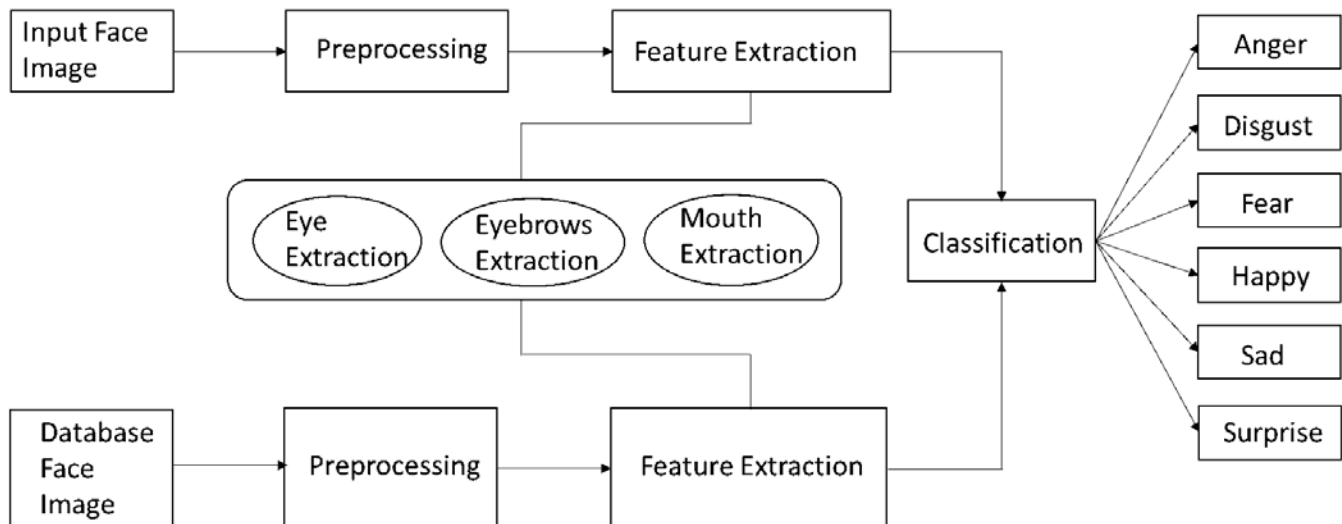 Input Face
Image
Preprocessing
Feature Extraction
Anger
Disgust
Eye
Extraction
Eyebrows
Extraction
Mouth
Extraction
Classification
Fear
Happy
Sad
Surprise
Database
Face
Image
Preprocessing
Feature Extraction